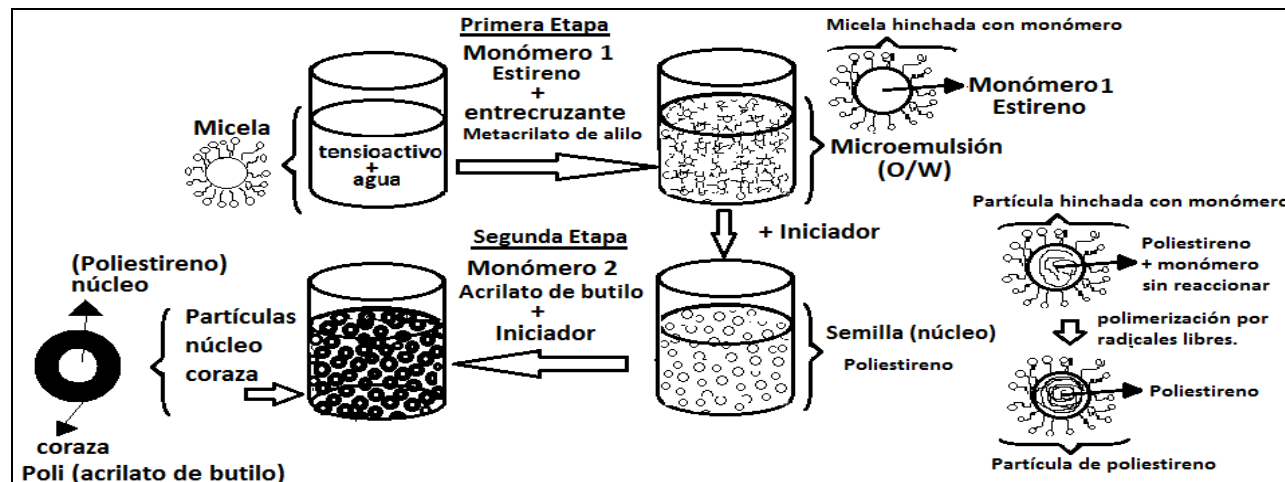 Primera Etapa
Monómero 1
Estireno
+
entrecruzante
Metacrilato de alilo
Micela
tensioactivo
+
agua
Micela hinchada con monómero
Monómero 1
Estireno
Microemulsión
(O/W)
+ Iniciador
Partícula hinchada con monómero
Poliestireno
+ monómero
sin reaccionar
polimerización por
radicales libres.
Poliestireno
Partícula de poliestireno
Semilla (núcleo)
Poliestireno
Segunda Etapa
Monómero 2
Acrilato de butilo
+
Iniciador
(Poliestireno)
núcleo
Partículas
núcleo
coraza
coraza
Poli (acrilato de butilo)